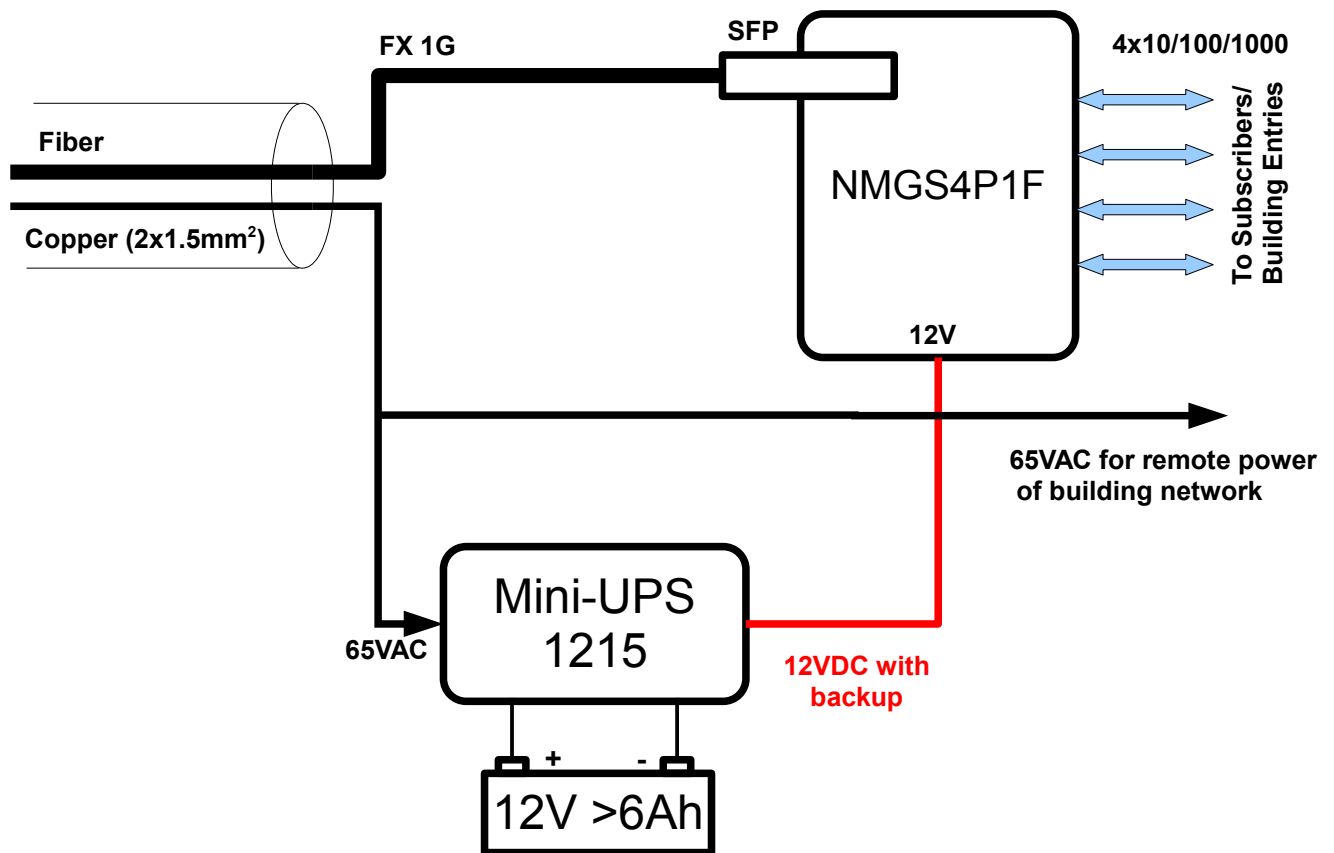 FX 1G
SFP
4x10/100/1000
Fiber
Copper (2x1.5mm²)
NMGS4P1F
To Subscribers/
Building Entries
12V
65VAC for remote power
of building network
Mini-UPS
1215
65VAC
12VDC with
backup
+ -
12V >6Ah